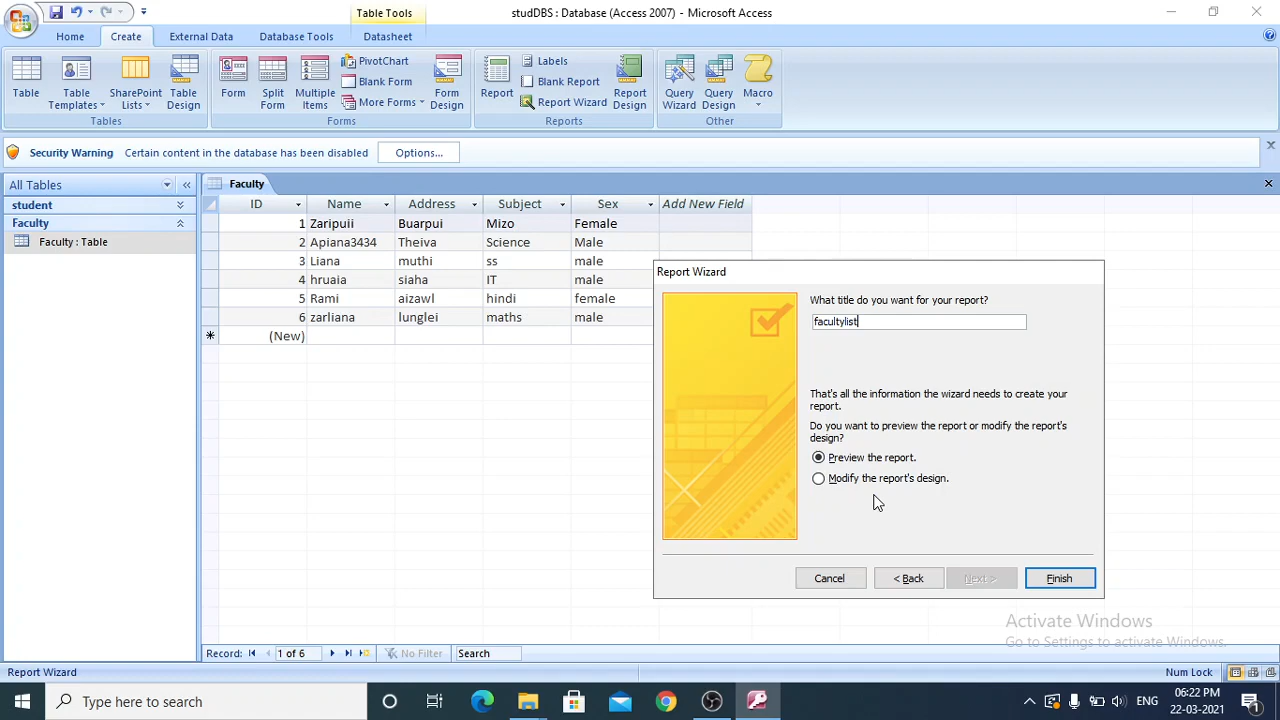 Table Tools
studDBS : Database (Access 2007) - Microsoft Access
Home
Create
External Data
Database Tools
Datasheet
Table
Table Templates
SharePoint Lists
Table Design
Tables
Form
Split Form
Multiple Items
PivotChart
Blank Form
More Forms
Form Design
Forms
Report
Labels
Blank Report
Report Wizard
Report Design
Reports
Query Wizard
Query Design
Macro
Other
Security Warning Certain content in the database has been disabled Options...
All Tables
student
Faculty
Faculty : Table
Faculty
ID Name Address Subject Sex Add New Field
1 Zaripuii Buarpui Mizo Female
2 Apiana3434 Theiva Science Male
3 Liana muthi ss male
4 hruaia siaha IT male
5 Rami aizawl hindi female
6 zarliana lunglei maths male
(New)
Report Wizard
What title do you want for your report?
facultylist
That's all the information the wizard needs to create your
report.
Do you want to preview the report or modify the report's
design?
Preview the report.
Modify the report's design.
Cancel
< Back
Next >
Finish
Activate Windows
Go to Settings to activate Windows.
Record: 1 of 6 No Filter Search
Report Wizard
Num Lock
Type here to search
ENG
06:22 PM
22-03-2021
1